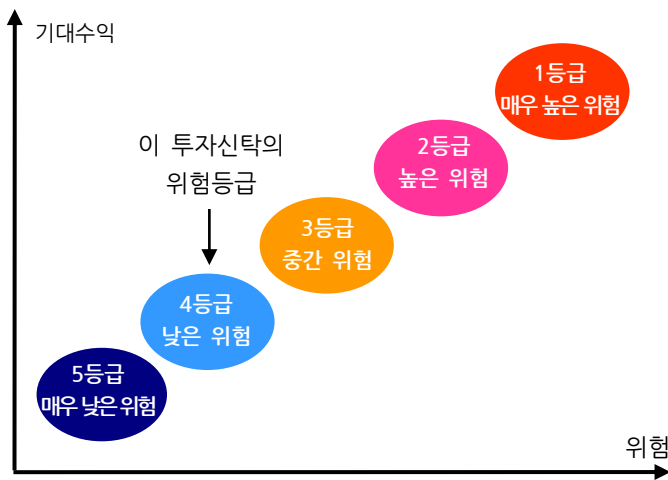 기대수익
1등급
매우 높은 위험
2등급
높은 위험
이 투자신탁의
위험등급
3등급
중간 위험
4등급
낮은 위험
5등급
매우 낮은 위험
위험